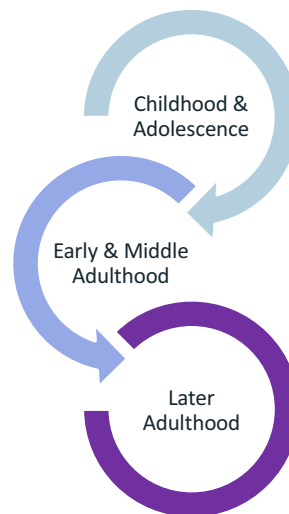 Childhood &
Adolescence
Early & Middle
Adulthood
Later
Adulthood